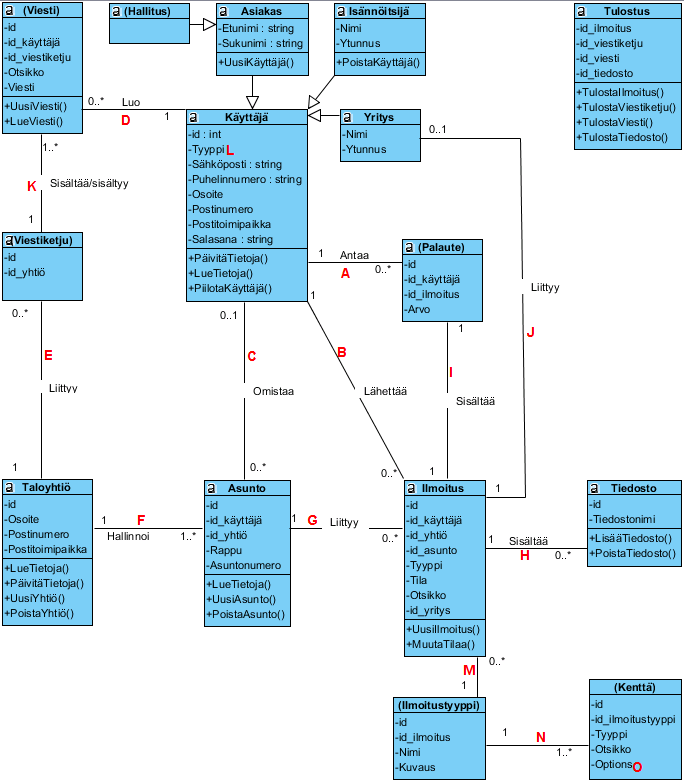 (Viesti)
-id
-id_käyttäjä
-id_viestiketju
-Otsikko
-Viesti
+UusiViesti()
+LueViesti()
(Hallitus)
Asiakas
-Etunimi : string
-Sukunimi : string
+UusiKäyttäjä()
Isännöitsijä
-Nimi
-Ytunnus
+PoistaKäyttäjä()
Tulostus
-id_ilmoitus
-id_viestiketju
-id_viesti
-id_tiedosto
+TulostaIlmoitus()
+TulostaViestiketju()
+TulostaViesti()
+TulostaTiedosto()
0..*
Luo
D
1
Käyttäjä
-id : int
-Tyyppi L
-Sähköposti : string
-Puhelinnumero : string
-Osoite
-Postinumero
-Postitoimipaikka
-Salasana : string
+PäivitäTietoja()
+LueTietoja()
+PiilotaKäyttäjä()
Yritys
-Nimi
-Ytunnus
0..1
1..*
K
Sisältää/sisältyy
1
(Viestiketju)
-id
-id_yhtiö
1
Antaa
A
0..*
(Palaute)
-id
-id_käyttäjä
-id_ilmoitus
-Arvo
Liittyy
J
0..*
E
Liittyy
1
0..1
C
Omistaa
0..*
1
B
Lähettää
0..*
1
I
Sisältää
1
1
Taloyhtiö
-id
-Osoite
-Postinumero
-Postitoimipaikka
+LueTietoja()
+PäivitäTietoja()
+UusiYhtiö()
+PoistaYhtiö()
1
F
Hallinnoi
1..*
Asunto
-id
-id_käyttäjä
-id_yhtiö
-Rappu
-Asuntonumero
+LueTietoja()
+UusiAsunto()
+PoistaAsunto()
1
G
Liittyy
0..*
Ilmoitus
-id
-id_käyttäjä
-id_yhtiö
-id_asunto
-Tyyppi
-Tila
-Otsikko
-id_yritys
+UusiIlmoitus()
+MuutaTilaa()
1
Sisältää
H
0..*
Tiedosto
-id
-Tiedostonimi
+LisääTiedosto()
+PoistaTiedosto()
0..*
M
1
(Ilmoitustyyppi)
-id
-id_ilmoitus
-Nimi
-Kuvaus
1
N
1..*
(Kenttä)
-id
-id_ilmoitustyyppi
-Tyyppi
-Otsikko
-Options O